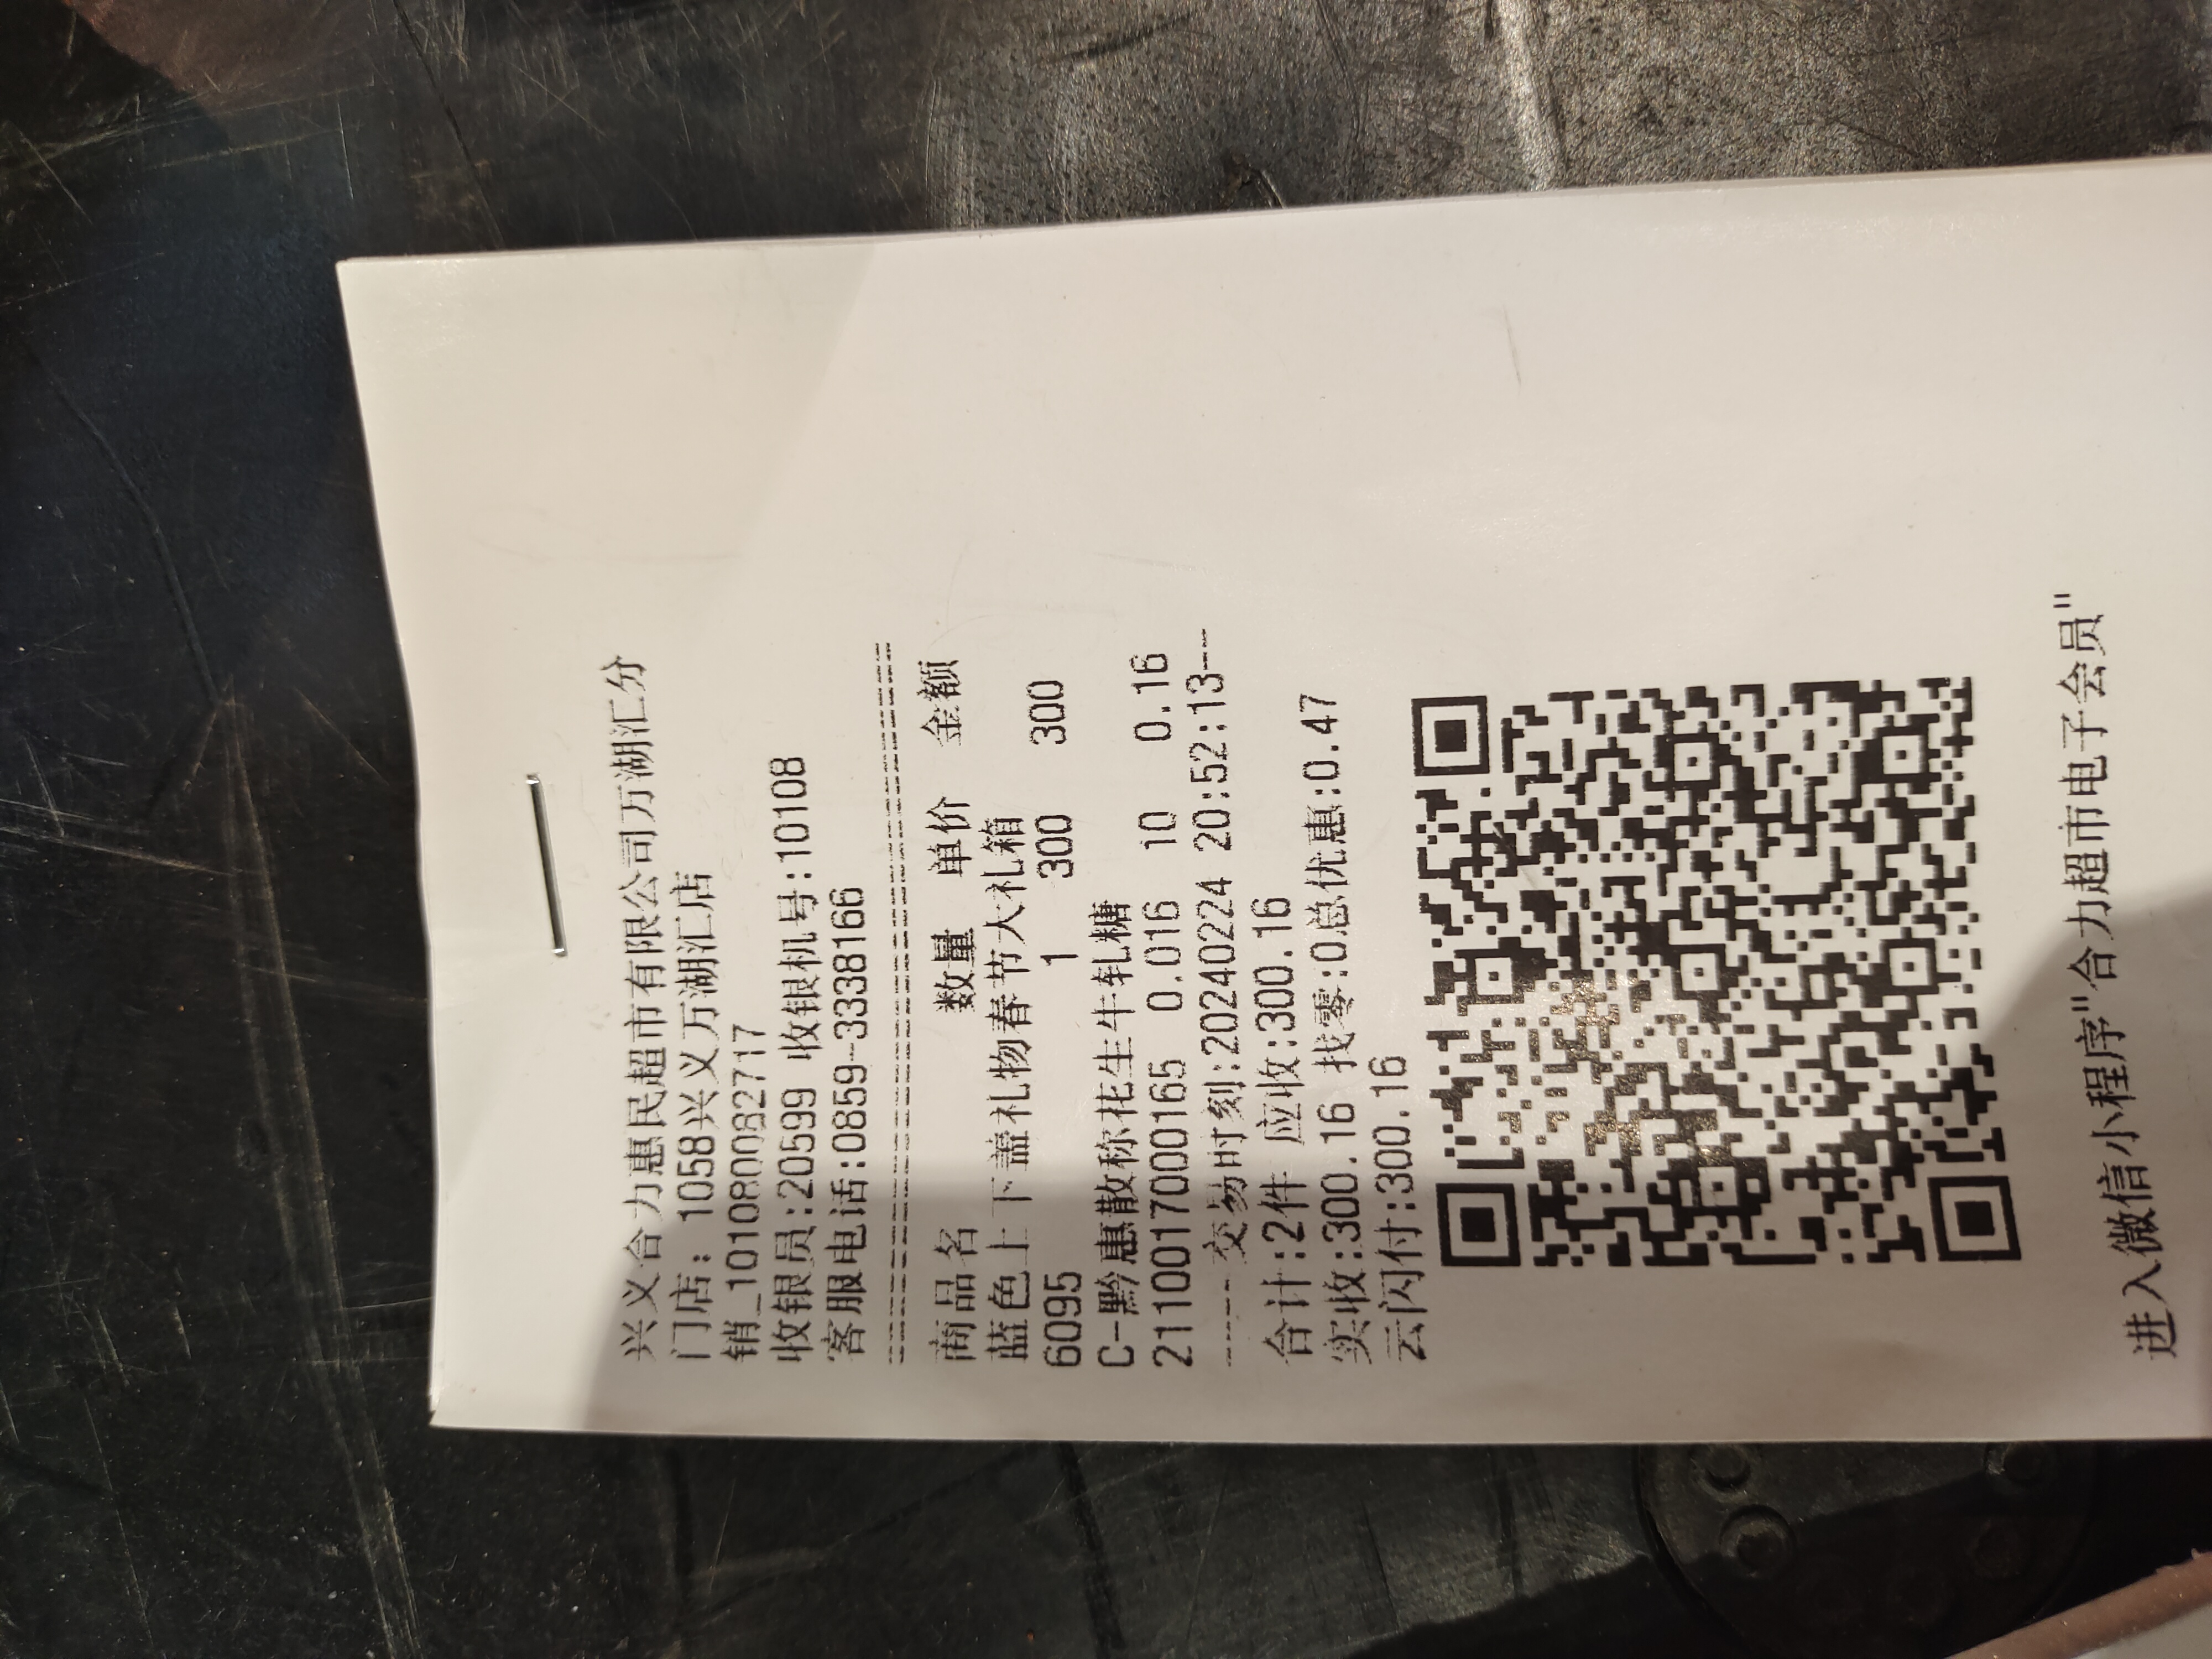 兴义合力惠民超市有限公司万湖汇分
门店: 1058兴义万湖汇店
销_1010800827​17
收银员:20599 收银机号:10108
客服电话:0859-3338166
商品名 数量 单价 金额
蓝色上下盖礼物春节大礼箱
6095 1 300 300
C-黔惠散称花生牛轧糖
2110017000165 0.016 10 0.16
-----交易时刻:20240224 20:52:13---
合计:2件 应收:300.16
实收:300.16 找零:0总优惠:0.47
云闪付:300.16
进入微信小程序"合力超市电子会员"